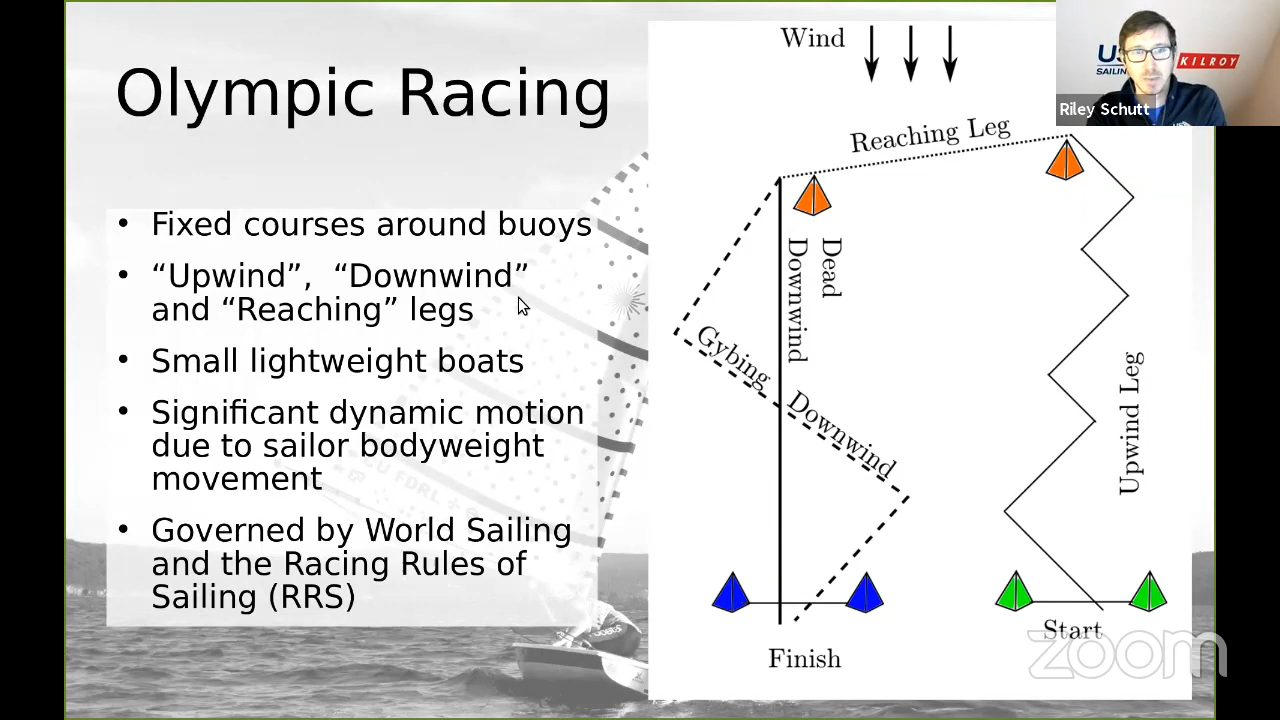 Olympic Racing
• Fixed courses around buoys
• “Upwind”, “Downwind”
and “Reaching” legs
• Small lightweight boats
• Significant dynamic motion
due to sailor bodyweight
movement
• Governed by World Sailing
and the Racing Rules of
Sailing (RRS)
Wind
Reaching Leg
Dead
Downwind
Gybing Downwind
Upwind Leg
Finish
Start
SAILING
KILROY
Riley Schutt
zoom